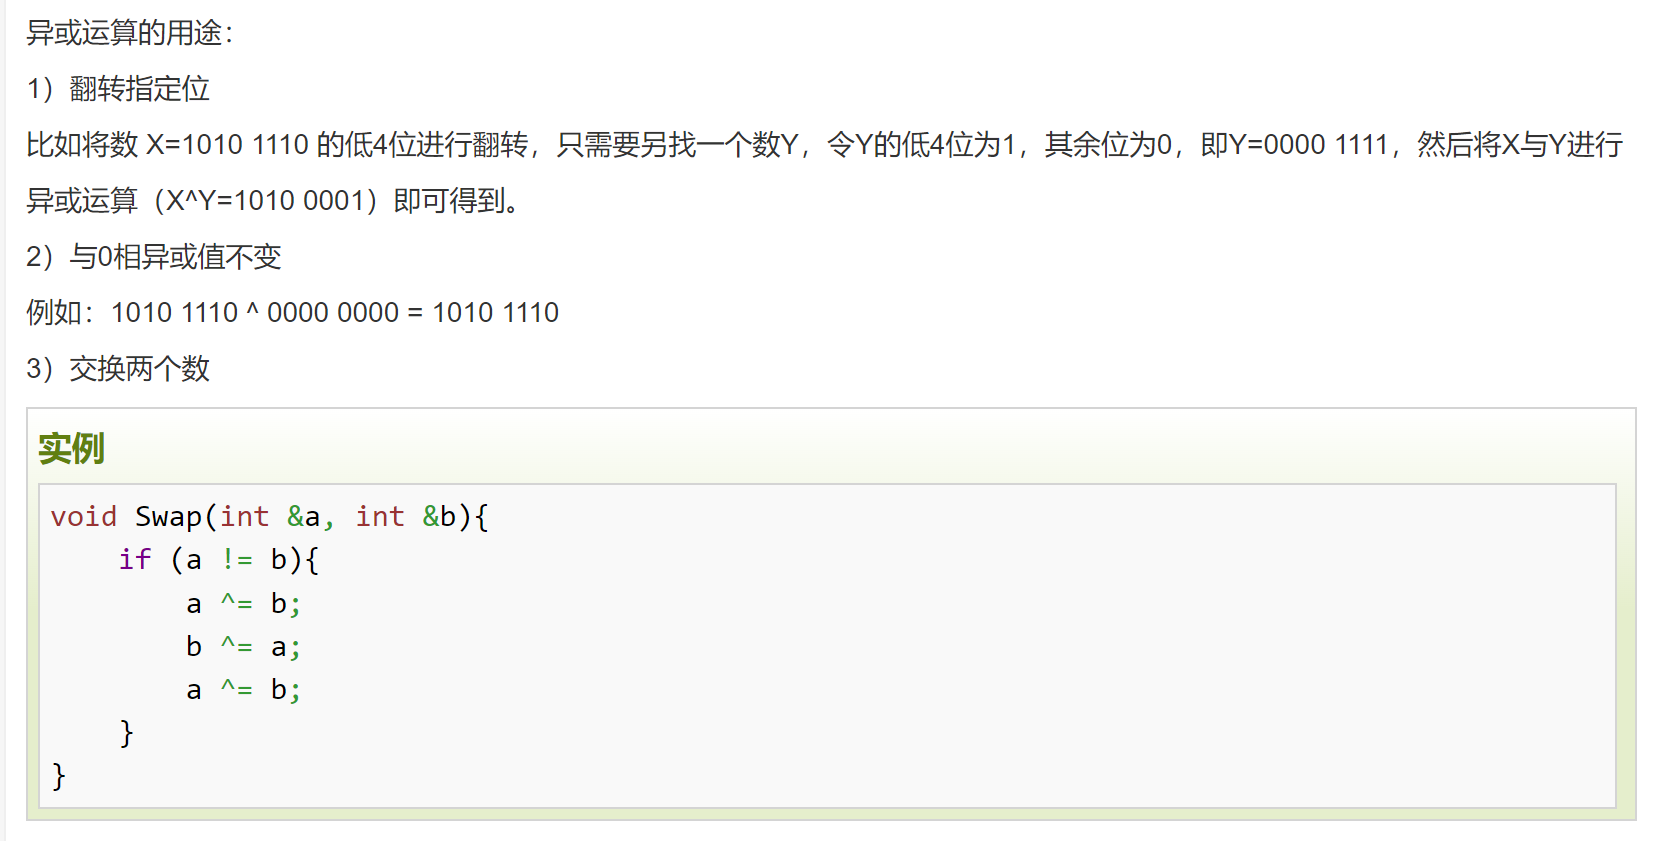 异或运算的用途：
1）翻转指定位
比如将数 X=1010 1110 的低4位进行翻转，只需要另找一个数Y，令Y的低4位为1，其余位为0，即Y=0000 1111，然后将X与Y进行
异或运算（X^Y=1010 0001）即可得到。
2）与0相异或值不变
例如：1010 1110 ^ 0000 0000 = 1010 1110
3）交换两个数
实例
void Swap(int &a, int &b){
    if (a != b){
        a ^= b;
        b ^= a;
        a ^= b;
    }
}